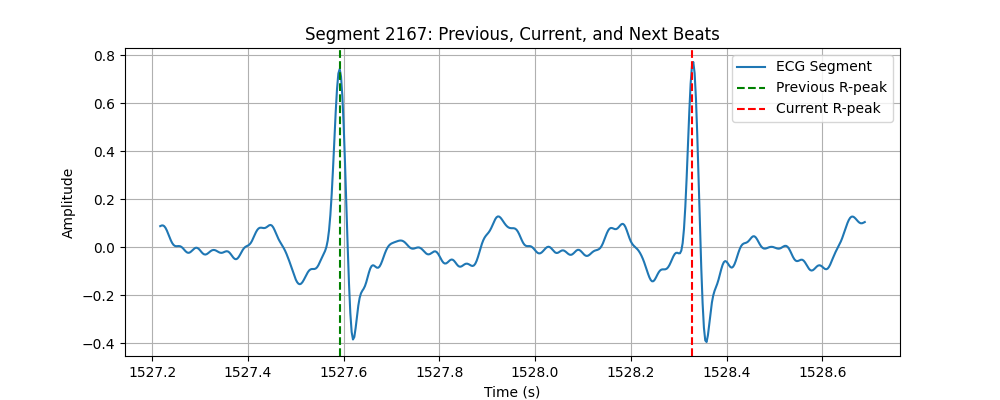 Segment 2167: Previous, Current, and Next Beats
ECG Segment
Previous R-peak
Current R-peak
Amplitude
0.8
0.6
0.4
0.2
0.0
−0.2
−0.4
1527.2 1527.4 1527.6 1527.8 1528.0 1528.2 1528.4 1528.6
Time (s)